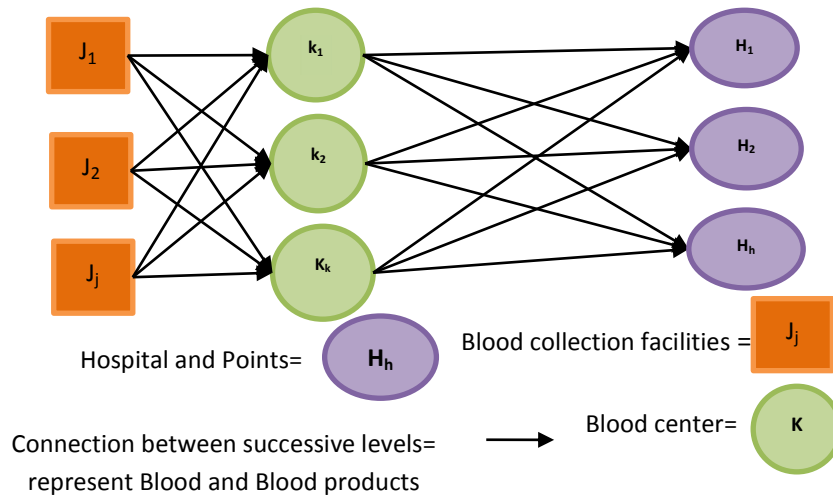 J₁ k₁ H₁
J₂ k₂ H₂
Jⱼ Kₖ Hₕ
Hospital and Points= Hₕ
Blood collection facilities = Jⱼ
Connection between successive levels=
represent Blood and Blood products
Blood center= K